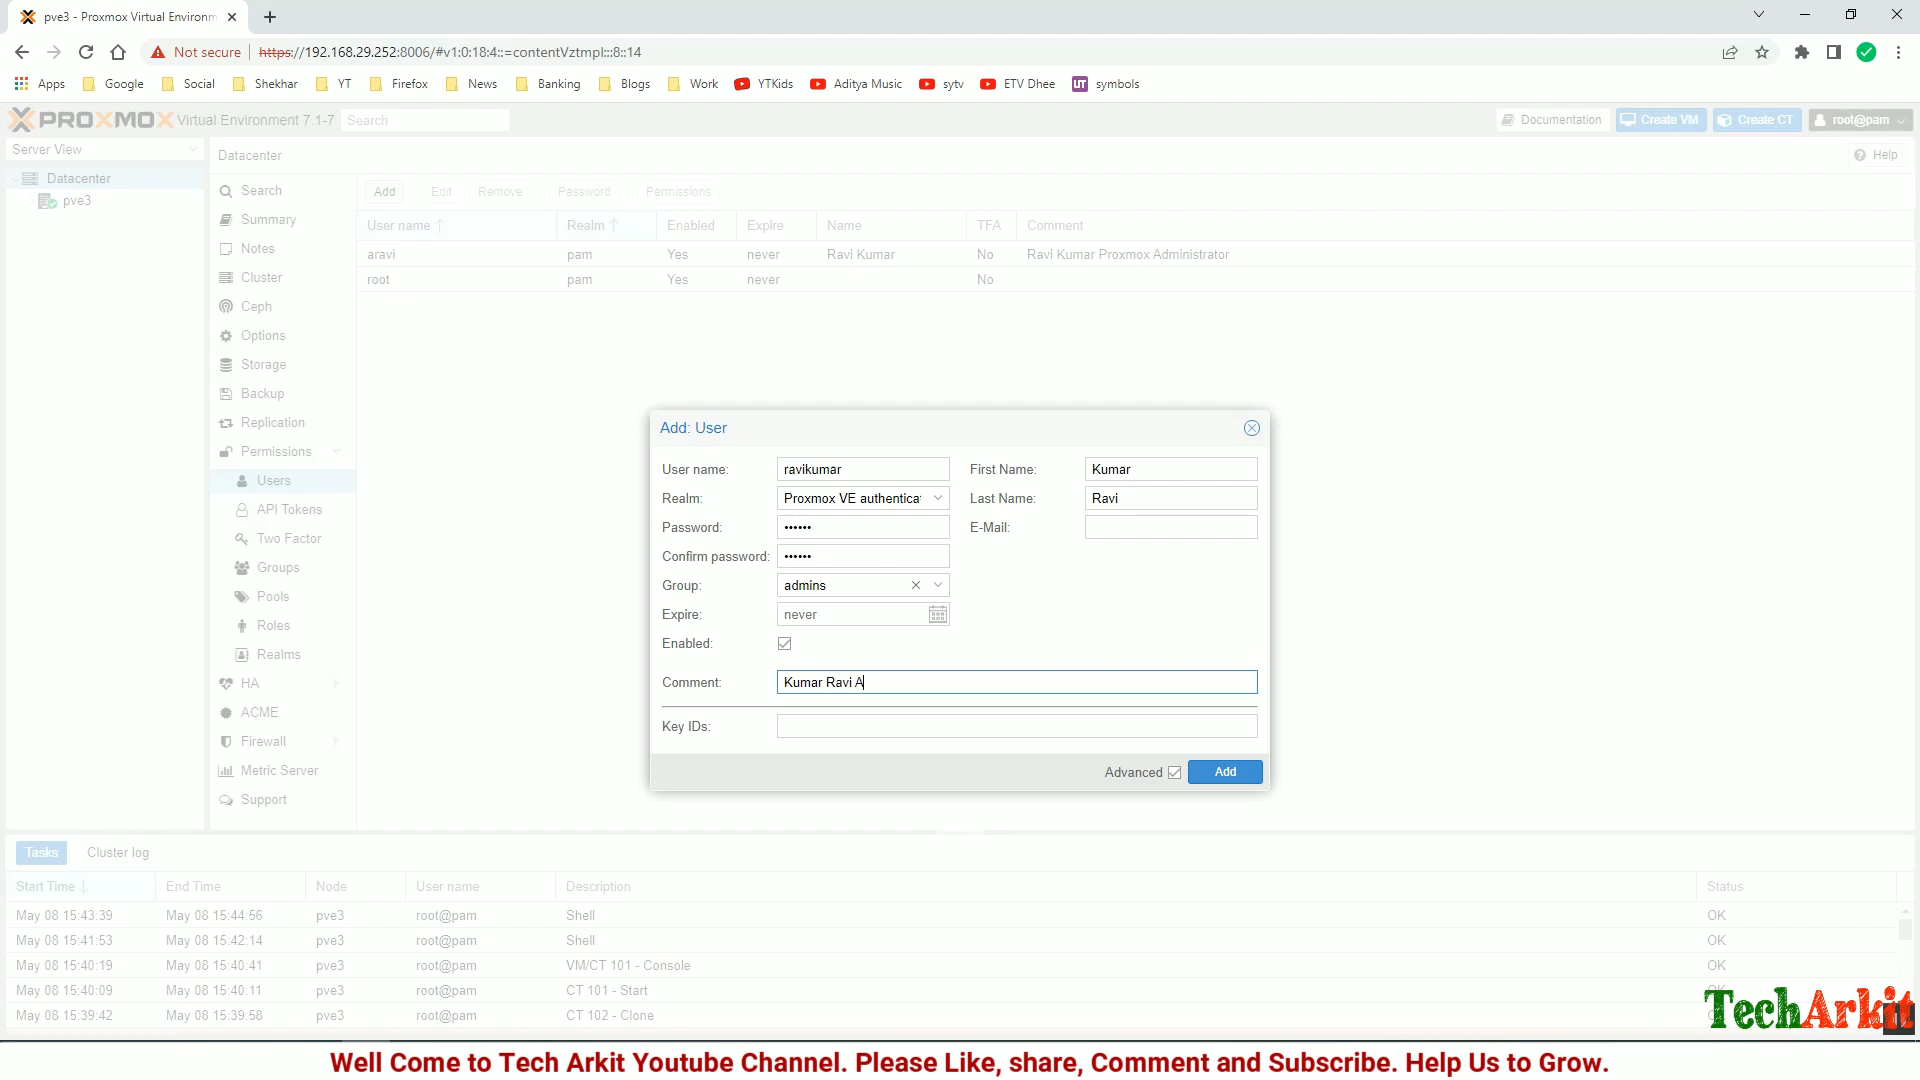 pve3 - Proxmox Virtual Environm
Not secure https://192.168.29.252:8006/#v1:0:18:4::=contentVztmpl:::8::14
Apps Google Social Shekhar YT Firefox News Banking Blogs Work YTKids Aditya Music sytv ETV Dhee UT symbols
PROXMOX Virtual Environment 7.1-7 Search Documentation Create VM Create CT root@pam
Server View
Datacenter Help
Datacenter
pve3
Search
Summary
Notes
Cluster
Ceph
Options
Storage
Backup
Replication
Permissions
Users
API Tokens
Two Factor
Groups
Pools
Roles
Realms
HA
ACME
Firewall
Metric Server
Support
Add Edit Remove Password Permissions
User name Realm Enabled Expire Name TFA Comment
aravi pam Yes never Ravi Kumar No Ravi Kumar Proxmox Administrator
root pam Yes never No
Add: User
User name: ravikumar First Name: Kumar
Realm: Proxmox VE authenticat Last Name: Ravi
Password: •••••• E-Mail:
Confirm password: ••••••
Group: admins
Expire: never
Enabled:
Comment: Kumar Ravi A
Key IDs:
Advanced Add
Tasks Cluster log
Start Time End Time Node User name Description Status
May 08 15:43:39 May 08 15:44:56 pve3 root@pam Shell OK
May 08 15:41:53 May 08 15:42:14 pve3 root@pam Shell OK
May 08 15:40:19 May 08 15:40:41 pve3 root@pam VM/CT 101 - Console OK
May 08 15:40:09 May 08 15:40:11 pve3 root@pam CT 101 - Start OK
May 08 15:39:42 May 08 15:39:58 pve3 root@pam CT 102 - Clone
TechArkit
Well Come to Tech Arkit Youtube Channel. Please Like, share, Comment and Subscribe. Help Us to Grow.